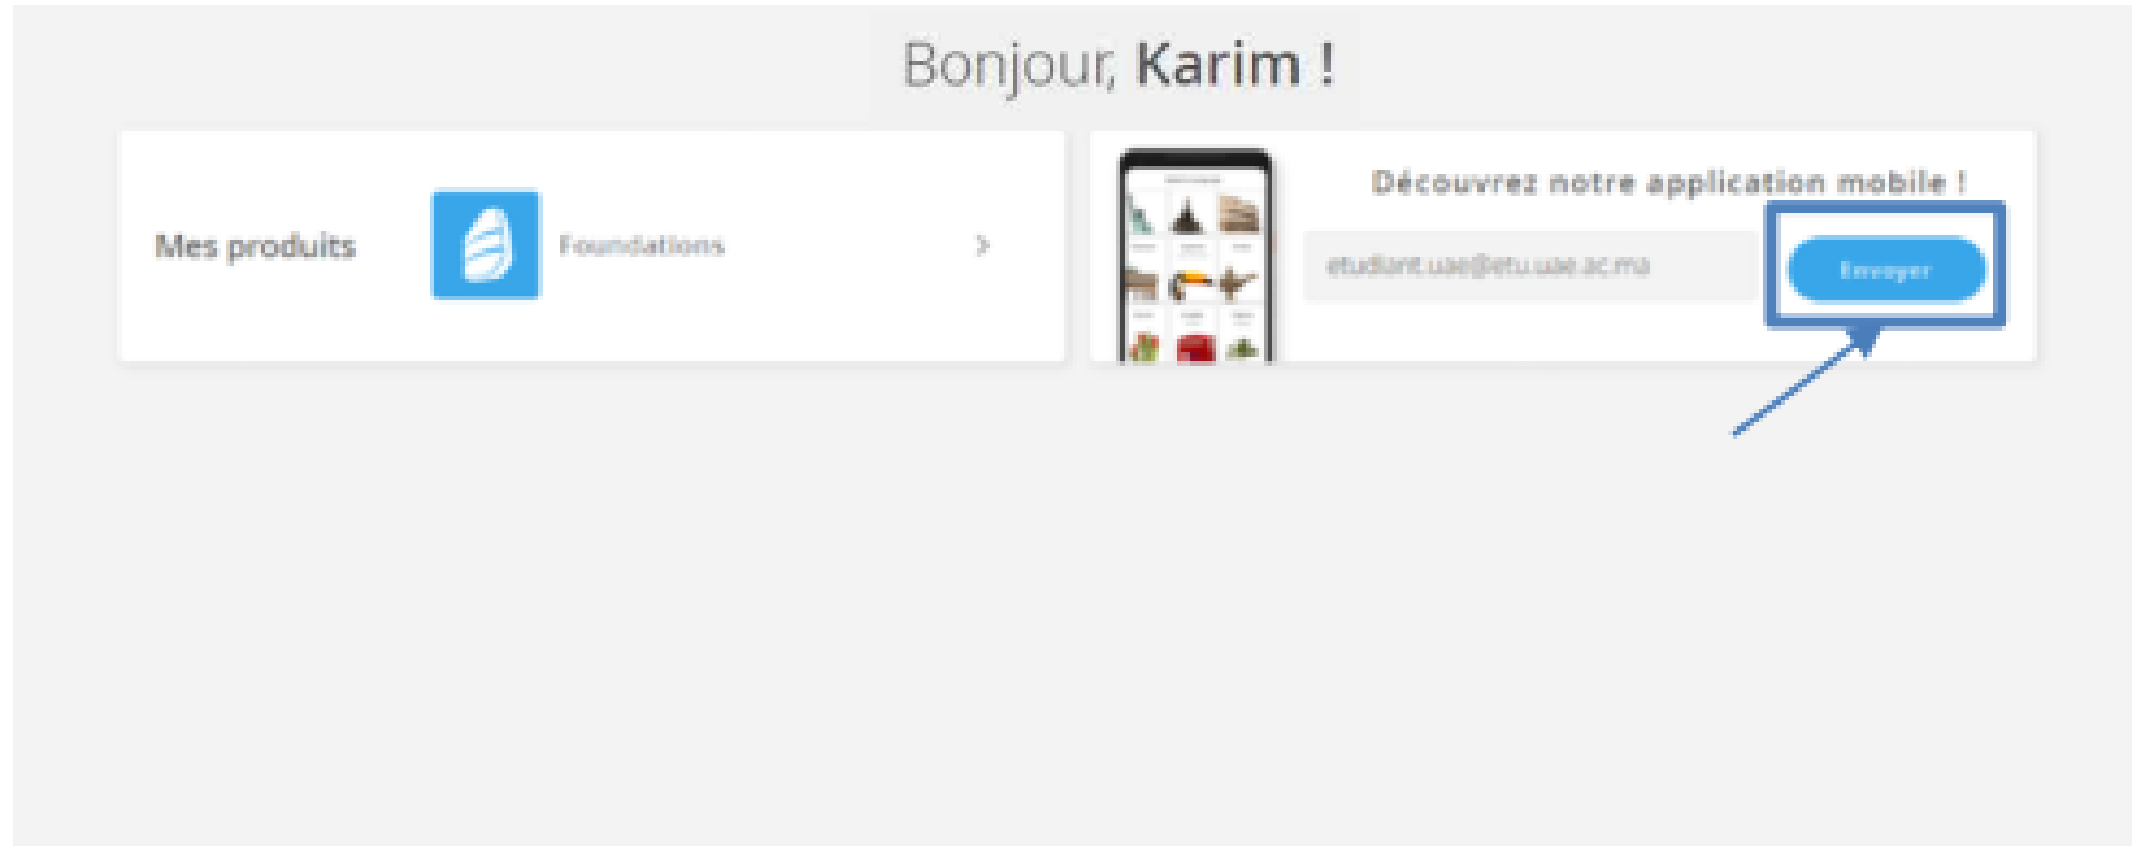 Bonjour, Karim !
Mes produits
Foundations
Découvrez notre application mobile !
etudiant.uae@etu.uae.ac.ma
Envoyer